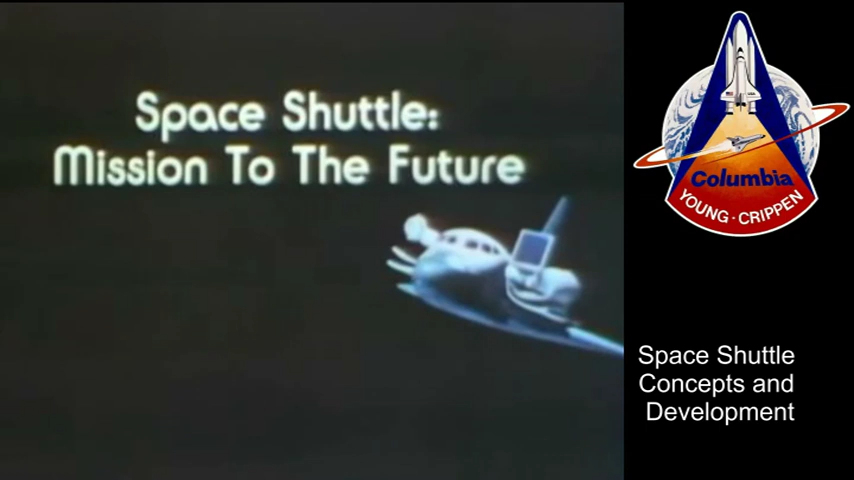 Space Shuttle:
Mission To The Future
Columbia
YOUNG · CRIPPEN
Space Shuttle
Concepts and
Development